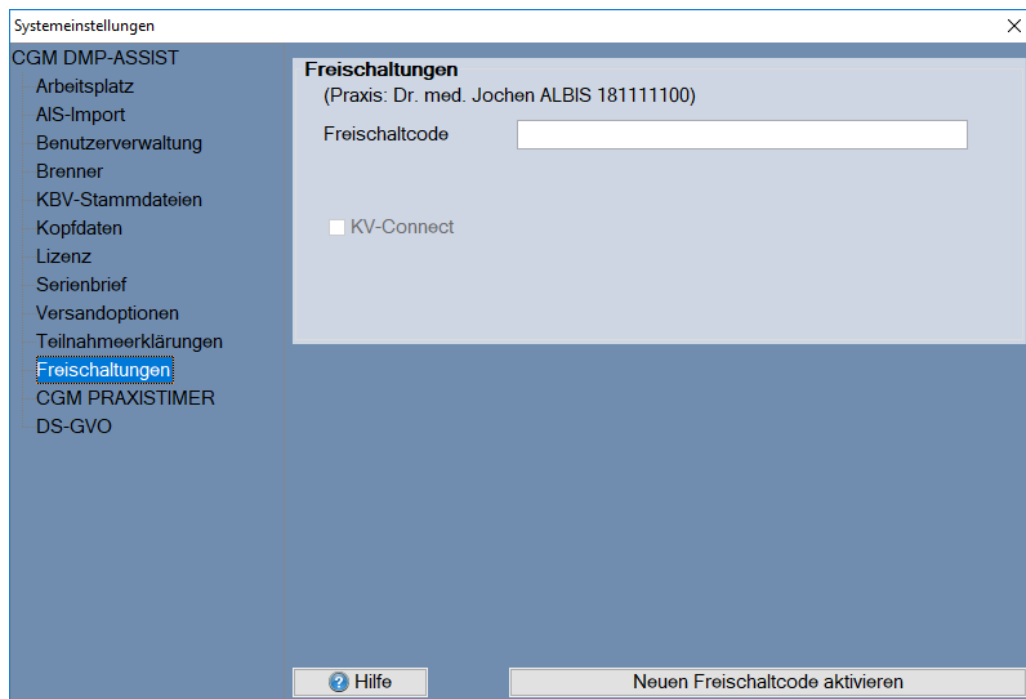 Systemeinstellungen
CGM DMP-ASSIST
Arbeitsplatz
AIS-Import
Benutzerverwaltung
Brenner
KBV-Stammdateien
Kopfdaten
Lizenz
Serienbrief
Versandoptionen
Teilnahmeerklärungen
Freischaltungen
CGM PRAXISTIMER
DS-GVO
Freischaltungen
(Praxis: Dr. med. Jochen ALBIS 181111100)
Freischaltcode
KV-Connect
Hilfe
Neuen Freischaltcode aktivieren